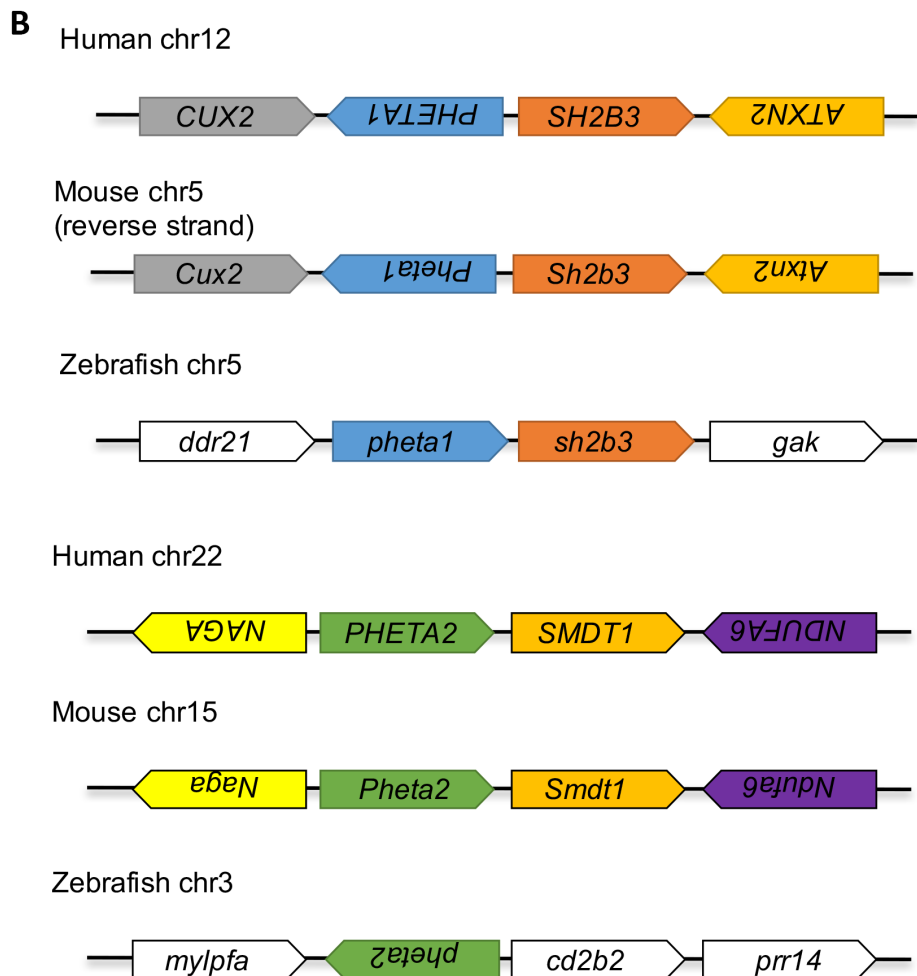 B
Human chr12
CUX2 PHETA1 SH2B3 ATXN2
Mouse chr5
(reverse strand)
Cux2 Pheta1 Sh2b3 Atxn2
Zebrafish chr5
ddr21 pheta1 sh2b3 gak
Human chr22
NAGA PHETA2 SMDT1 NDUFA6
Mouse chr15
Naga Pheta2 Smdt1 Ndufa6
Zebrafish chr3
mylpfa pheta2 cd2b2 prr14